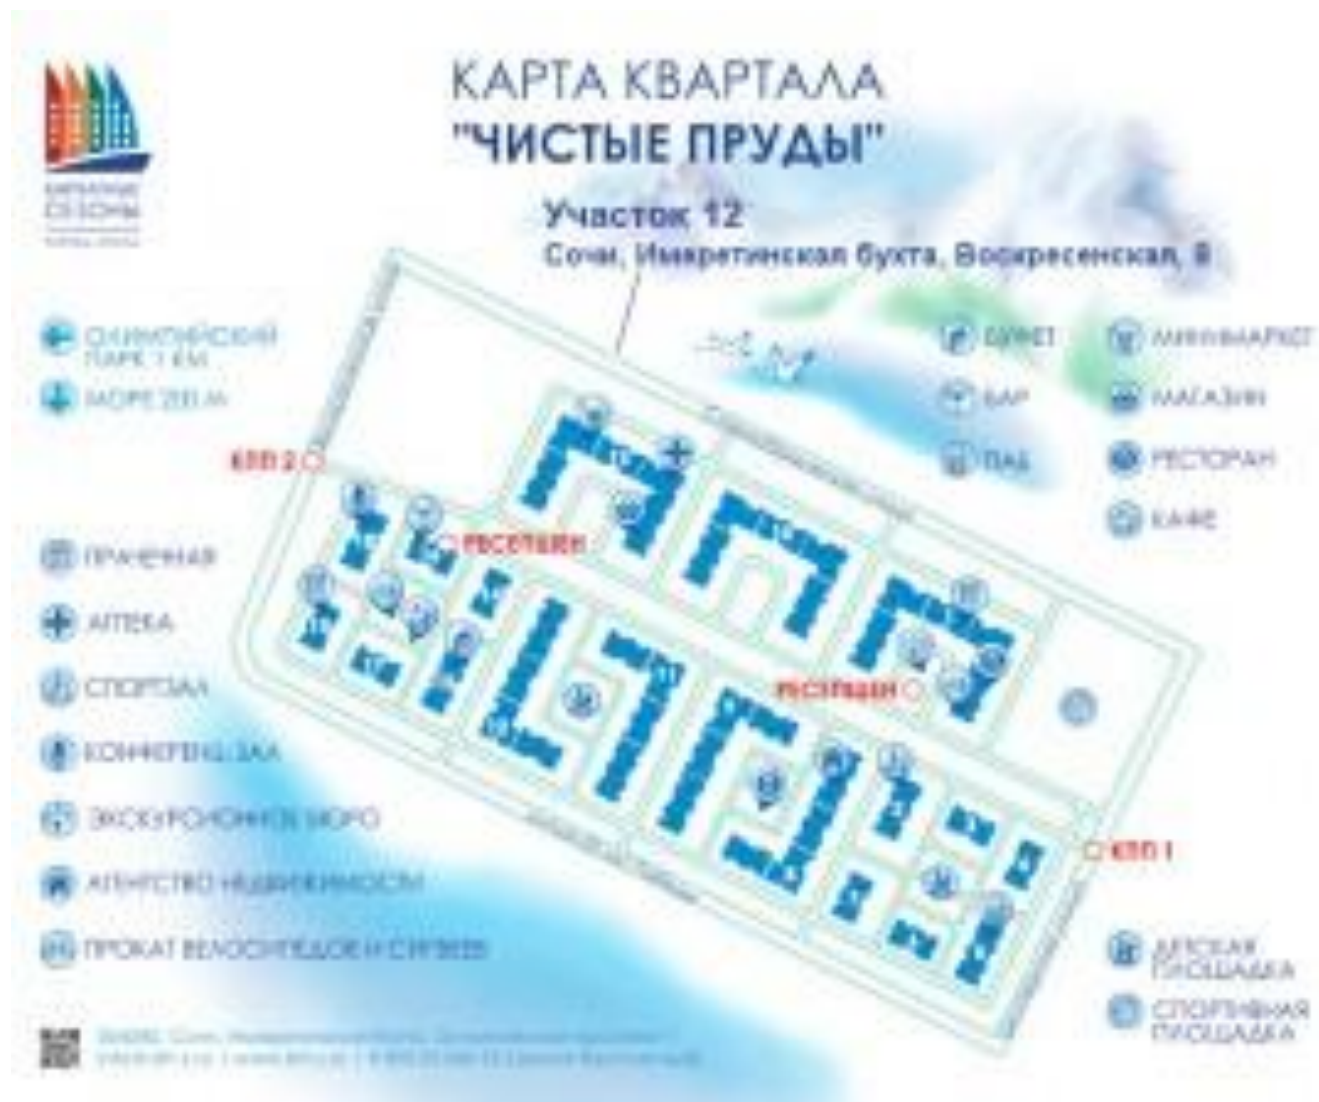 КАРТА КВАРТАЛА
"ЧИСТЫЕ ПРУДЫ"
Участок 12
Сочи, Имеретинская бухта, Воскресенская,
СЕЗОНЫ
ОЛИМПИЙСКИЙ
ПАРК 1 КМ
МОРЕ 200 М
БУФЕТ
МИНИМАРКЕТ
БАР
МАГАЗИН
ПАБ
РЕСТОРАН
КАФЕ
КПП 2
РЕСЕПШЕН
РЕСЕПШЕН
КПП 1
ПРАЧЕЧНАЯ
АПТЕКА
СПОРТЗАЛ
КОНФЕРЕНЦ ЗАЛ
ЭКСКУРСИОННОЕ БЮРО
АГЕНТСТВО НЕДВИЖИМОСТИ
ПРОКАТ ВЕЛОСИПЕДОВ И СИГВЕЕВ
ДЕТСКАЯ
ПЛОЩАДКА
СПОРТИВНАЯ
ПЛОЩАДКА